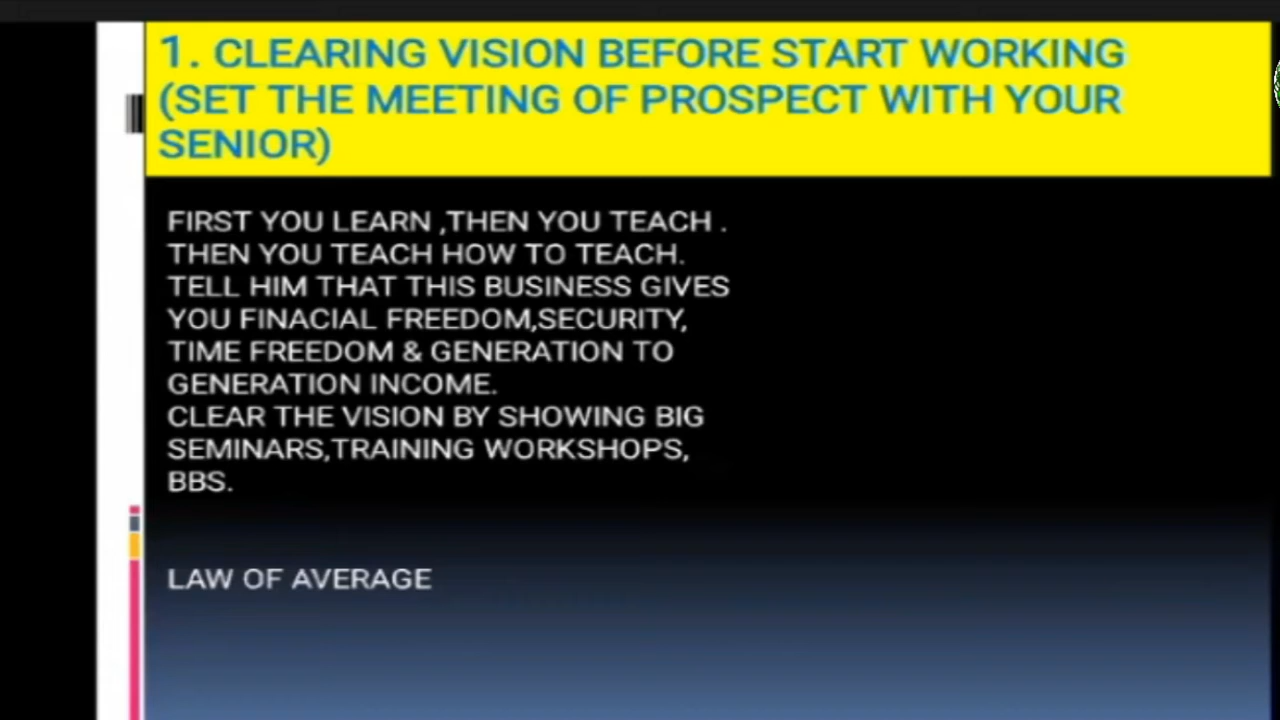 1. CLEARING VISION BEFORE START WORKING
(SET THE MEETING OF PROSPECT WITH YOUR
SENIOR)
FIRST YOU LEARN ,THEN YOU TEACH .
THEN YOU TEACH HOW TO TEACH.
TELL HIM THAT THIS BUSINESS GIVES
YOU FINACIAL FREEDOM,SECURITY,
TIME FREEDOM & GENERATION TO
GENERATION INCOME.
CLEAR THE VISION BY SHOWING BIG
SEMINARS,TRAINING WORKSHOPS,
BBS.
LAW OF AVERAGE